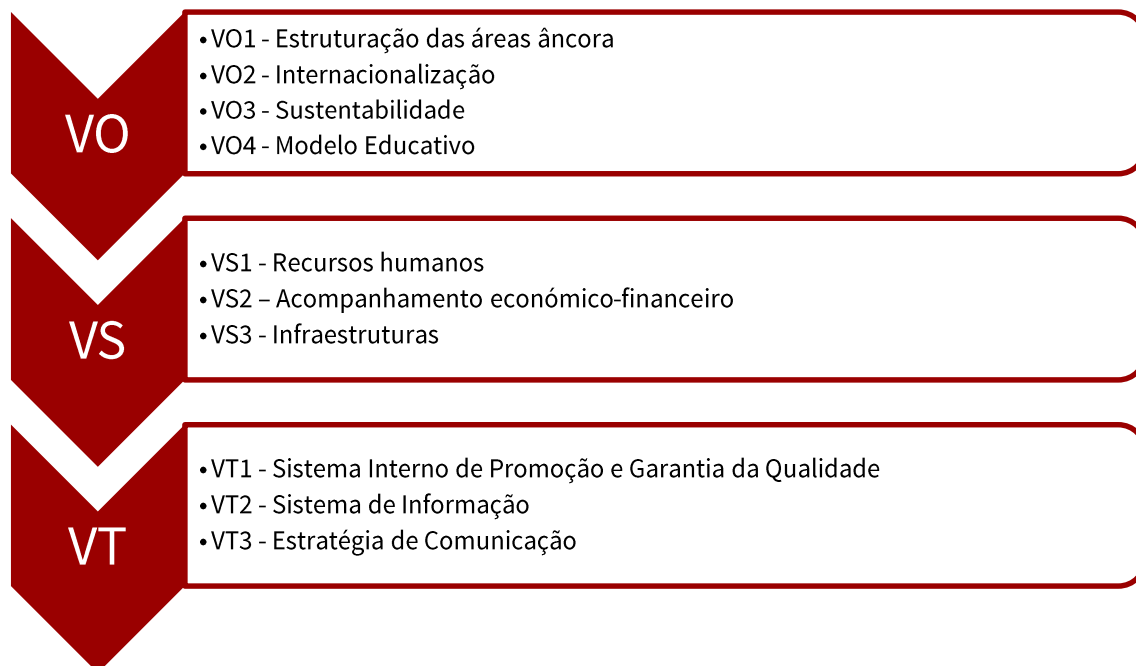 VO
•VO1 - Estruturação das áreas âncora
•VO2 - Internacionalização
•VO3 - Sustentabilidade
•VO4 - Modelo Educativo
VS
•VS1 - Recursos humanos
•VS2 – Acompanhamento económico-financeiro
•VS3 - Infraestruturas
VT
•VT1 - Sistema Interno de Promoção e Garantia da Qualidade
•VT2 - Sistema de Informação
•VT3 - Estratégia de Comunicação